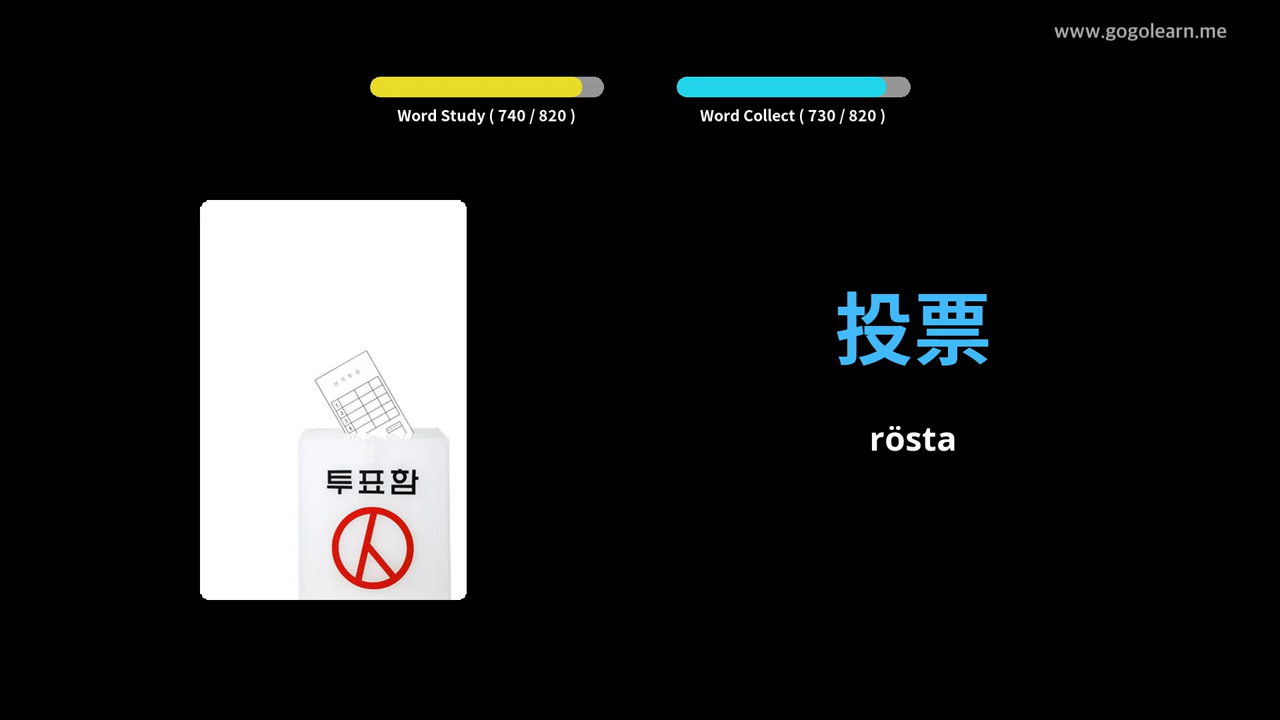 www.gogolearn.me
Word Study ( 740 / 820 )
Word Collect ( 730 / 820 )
投票
rösta
투표함